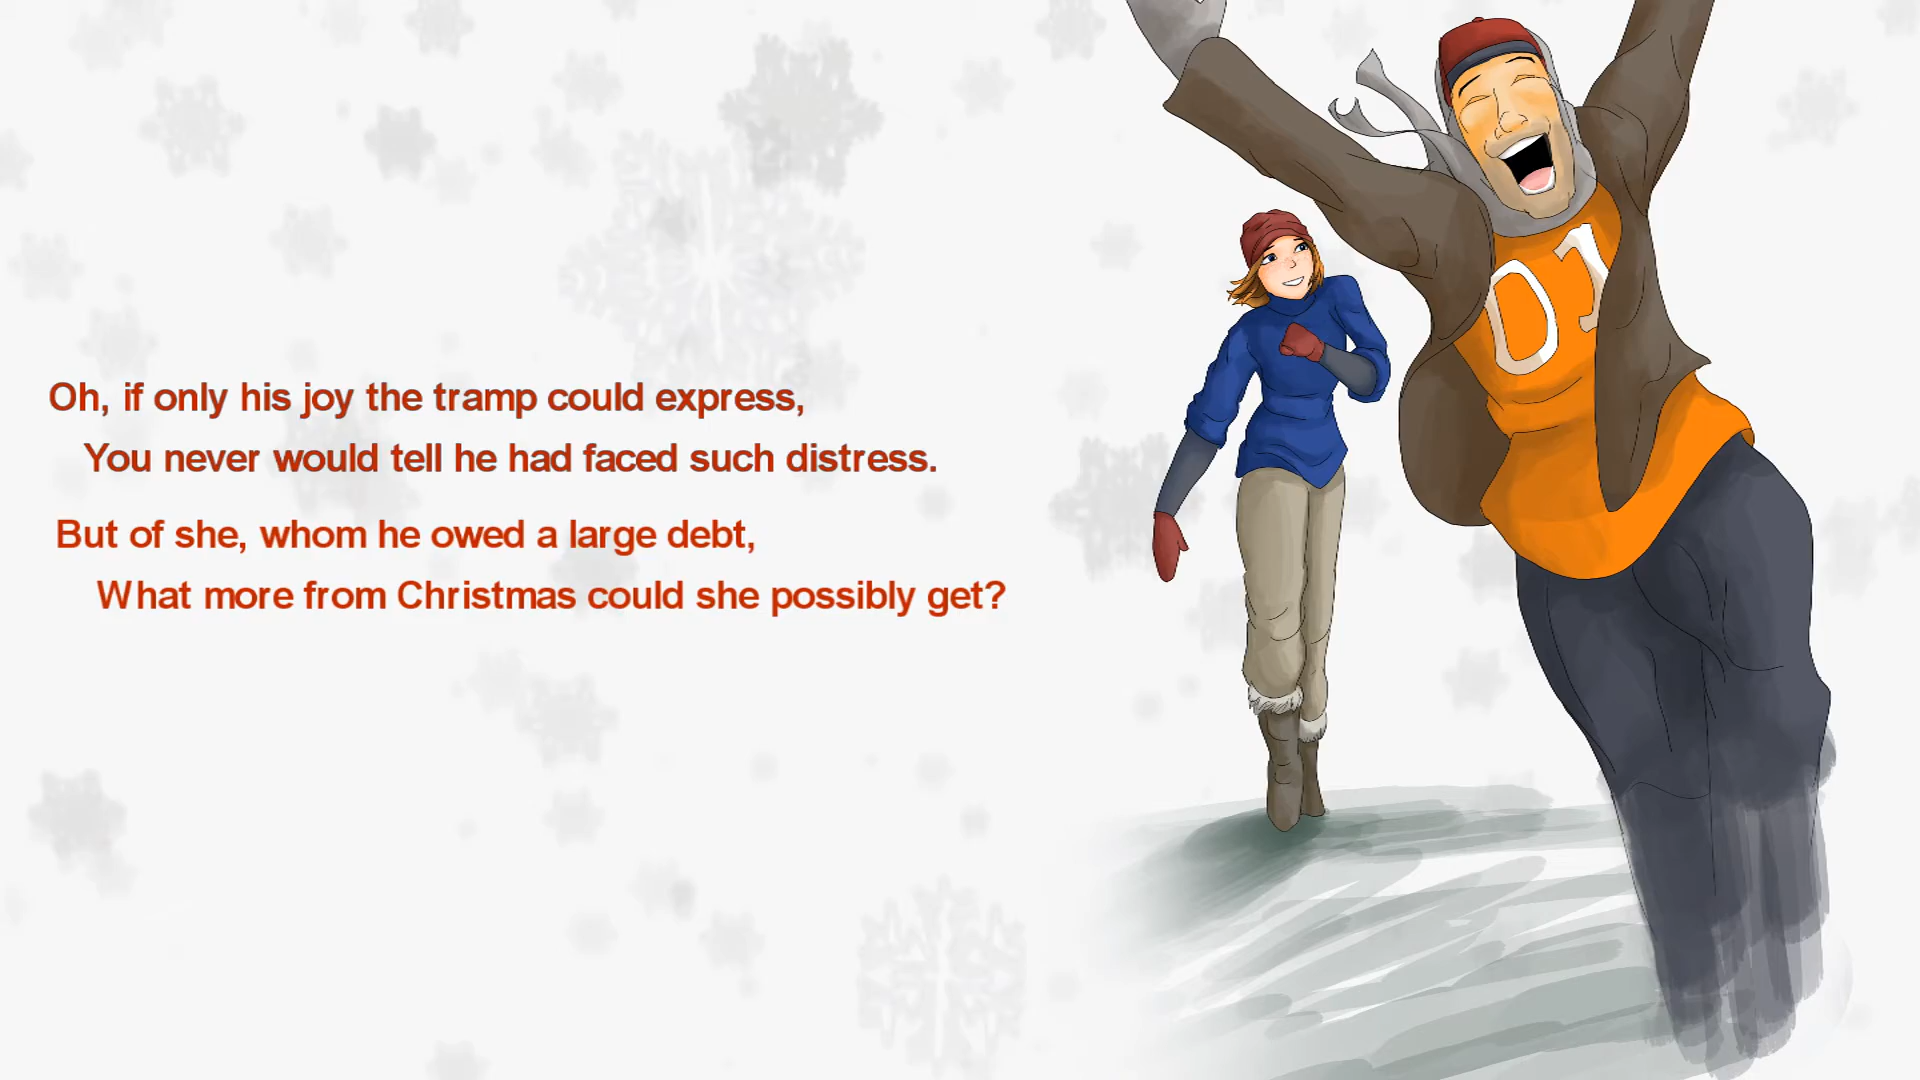 Oh, if only his joy the tramp could express,
You never would tell he had faced such distress.
But of she, whom he owed a large debt,
What more from Christmas could she possibly get?
01